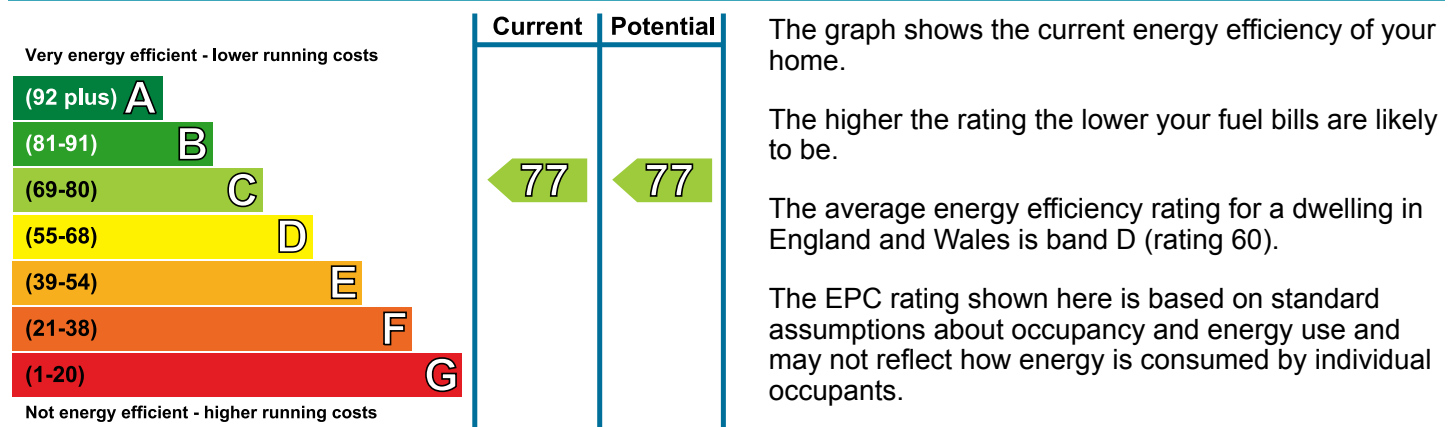 Current Potential
Very energy efficient - lower running costs
(92 plus) A
(81-91) B
(69-80) C
77 77
(55-68) D
(39-54) E
(21-38) F
(1-20) G
Not energy efficient - higher running costs
The graph shows the current energy efficiency of your
home.
The higher the rating the lower your fuel bills are likely
to be.
The average energy efficiency rating for a dwelling in
England and Wales is band D (rating 60).
The EPC rating shown here is based on standard
assumptions about occupancy and energy use and
may not reflect how energy is consumed by individual
occupants.